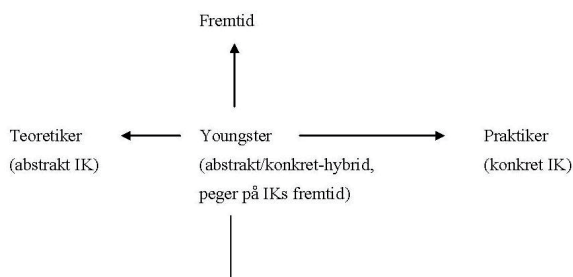 Fremtid
Teoretiker
Youngster
Praktiker
(abstrakt IK)
(abstrakt/konkret-hybrid,
(konkret IK)
peger på IKs fremtid)